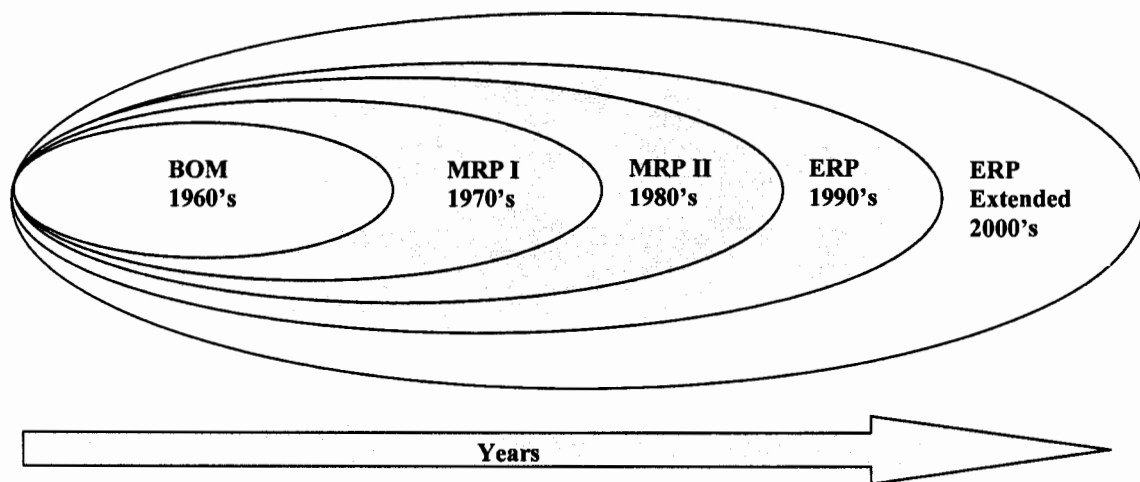 BOM
1960's
MRP I
1970's
MRP II
1980's
ERP
1990's
ERP
Extended
2000's
Years